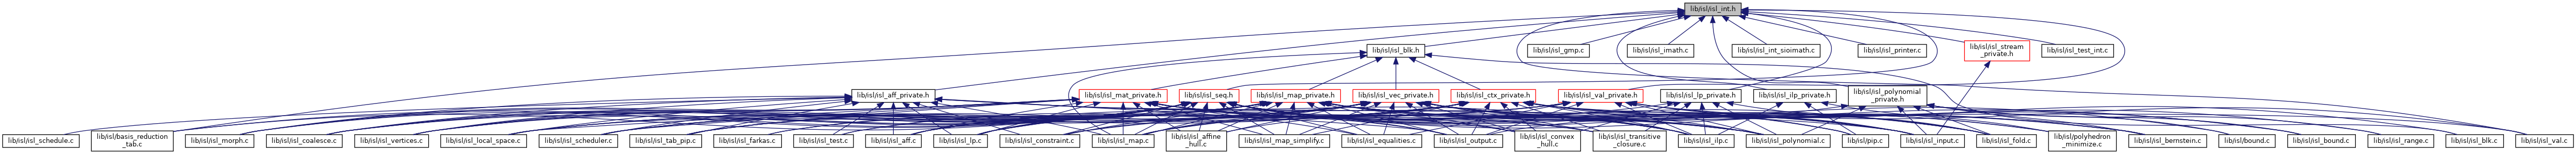 lib/isl/isl_int.h
lib/isl/isl_blk.h
lib/isl/isl_gmp.c
lib/isl/isl_imath.c
lib/isl/isl_int_sioimath.c
lib/isl/isl_printer.c
lib/isl/isl_stream
_private.h
lib/isl/isl_test_int.c
lib/isl/isl_aff_private.h
lib/isl/isl_mat_private.h
lib/isl/isl_seq.h
lib/isl/isl_map_private.h
lib/isl/isl_vec_private.h
lib/isl/isl_ctx_private.h
lib/isl/isl_val_private.h
lib/isl/isl_lp_private.h
lib/isl/isl_ilp_private.h
lib/isl/isl_polynomial
_private.h
lib/isl/isl_schedule.c
lib/isl/basis_reduction
_tab.c
lib/isl/isl_morph.c
lib/isl/isl_coalesce.c
lib/isl/isl_vertices.c
lib/isl/isl_local_space.c
lib/isl/isl_scheduler.c
lib/isl/isl_tab_pip.c
lib/isl/isl_farkas.c
lib/isl/isl_test.c
lib/isl/isl_aff.c
lib/isl/isl_lp.c
lib/isl/isl_constraint.c
lib/isl/isl_map.c
lib/isl/isl_affine
_hull.c
lib/isl/isl_map_simplify.c
lib/isl/isl_equalities.c
lib/isl/isl_output.c
lib/isl/isl_convex
_hull.c
lib/isl/isl_transitive
_closure.c
lib/isl/isl_ilp.c
lib/isl/isl_polynomial.c
lib/isl/pip.c
lib/isl/isl_input.c
lib/isl/isl_fold.c
lib/isl/polyhedron
_minimize.c
lib/isl/isl_bernstein.c
lib/isl/bound.c
lib/isl/isl_bound.c
lib/isl/isl_range.c
lib/isl/isl_blk.c
lib/isl/isl_val.c